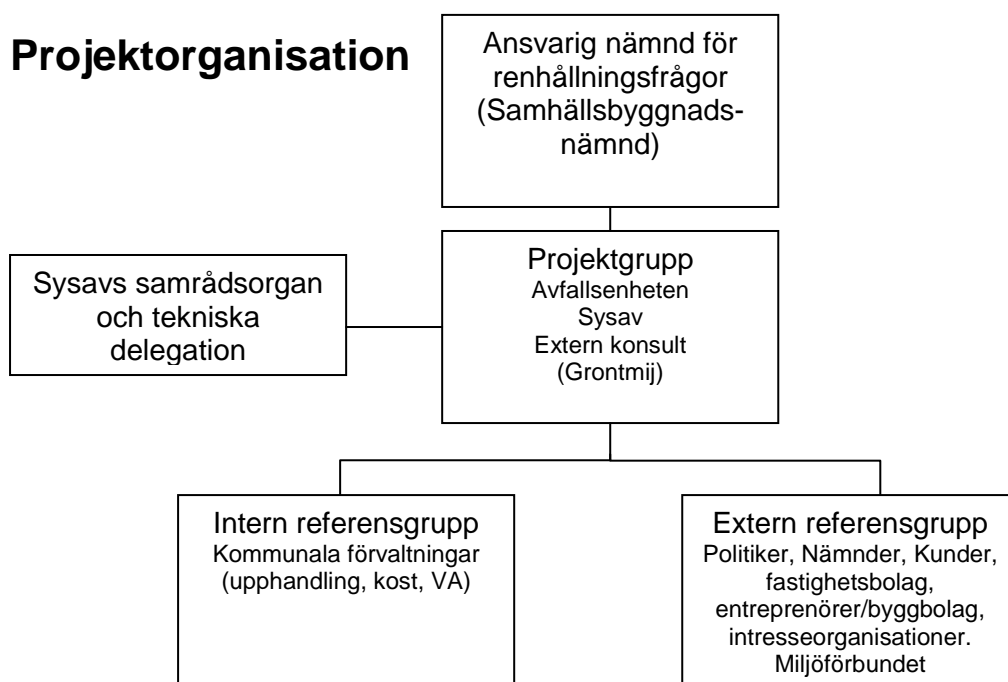 Projektorganisation
Ansvarig nämnd för
renhållningsfrågor
(Samhällsbyggnads-
nämnd)
Sysavs samrådsorgan
och tekniska
delegation
Projektgrupp
Avfallsenheten
Sysav
Extern konsult
(Grontmij)
Intern referensgrupp
Kommunala förvaltningar
(upphandling, kost, VA)
Extern referensgrupp
Politiker, Nämnder, Kunder,
fastighetsbolag,
entreprenörer/byggbolag,
intresseorganisationer.
Miljöförbundet